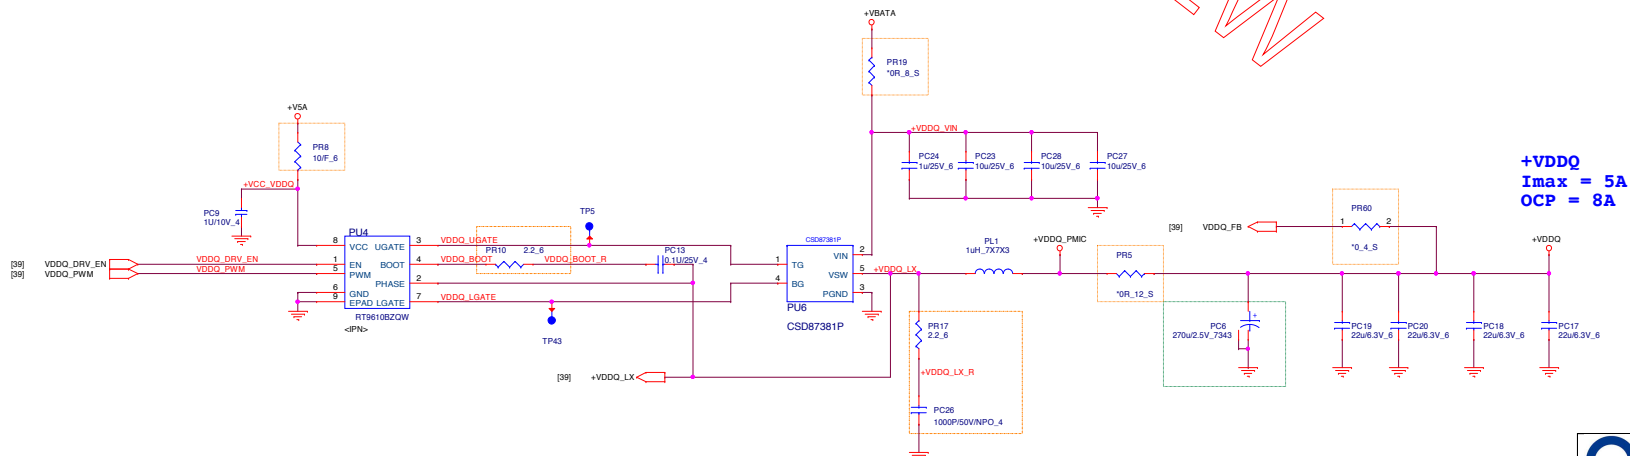 +VBATA
PR19
*0R_8_S
+V5A
PR8
10/F_6
+VCC_VDDQ
PC9
1U/10V_4
+VDDQ_VIN
PC24
1u/25V_6
PC23
10u/25V_6
PC28
10u/25V_6
PC27
10u/25V_6
+VDDQ
Imax = 5A
OCP = 8A
TP5
PU4
8 VCC UGATE 3 VDDQ_UGATE
[39] VDDQ_DRV_EN VDDQ_DRV_EN 1 EN BOOT 4 VDDQ_BOOT
[39] VDDQ_PWM VDDQ_PWM 5 PWM
PHASE 2
6 GND
9 EPAD LGATE 7 VDDQ_LGATE
RT9610BZQW
<IPN>
PR10 2.2_6
VDDQ_BOOT_R
PC13
0.1U/25V_4
TP43
CSD87381P
VIN 2
1 TG VSW 5 +VDDQ_LX
4 BG
PGND 3
PU6
CSD87381P
PL1
1uH_7X7X3
+VDDQ_PMIC
PR5
*0R_12_S
[39] VDDQ_FB
1 PR60 2
*0_4_S
+VDDQ
PR17
2.2_6
+VDDQ_LX_R
PC26
1000P/50V/NPO_4
[39] +VDDQ_LX
+
PC6
270u/2.5V_7343
PC19
22u/6.3V_6
PC20
22u/6.3V_6
PC18
22u/6.3V_6
PC17
22u/6.3V_6